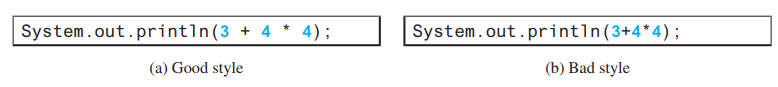 System.out.println(3 + 4 * 4);
System.out.println(3+4*4);
(a) Good style
(b) Bad style